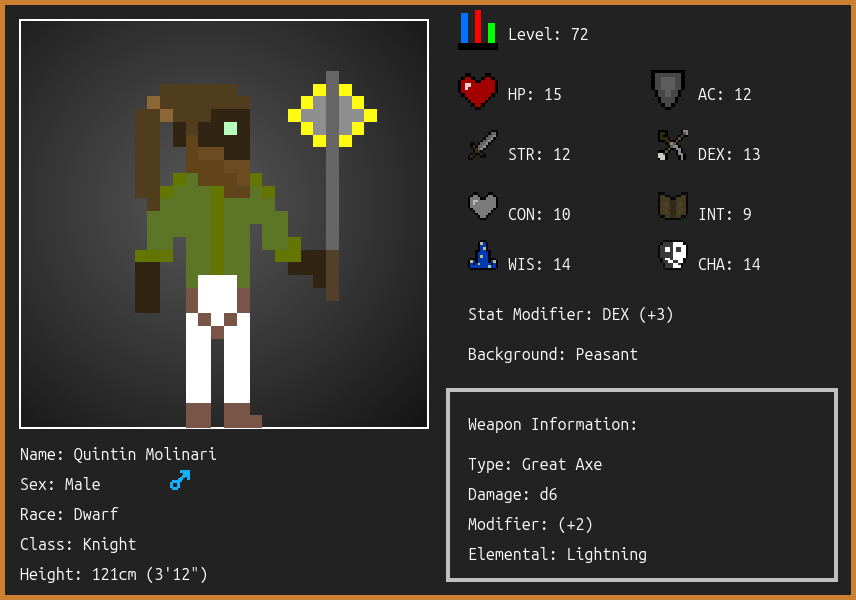 Level: 72
HP: 15
AC: 12
STR: 12
DEX: 13
CON: 10
INT: 9
WIS: 14
CHA: 14
Stat Modifier: DEX (+3)
Background: Peasant
Weapon Information:
Type: Great Axe
Damage: d6
Modifier: (+2)
Elemental: Lightning
Name: Quintin Molinari
Sex: Male
Race: Dwarf
Class: Knight
Height: 121cm (3'12")